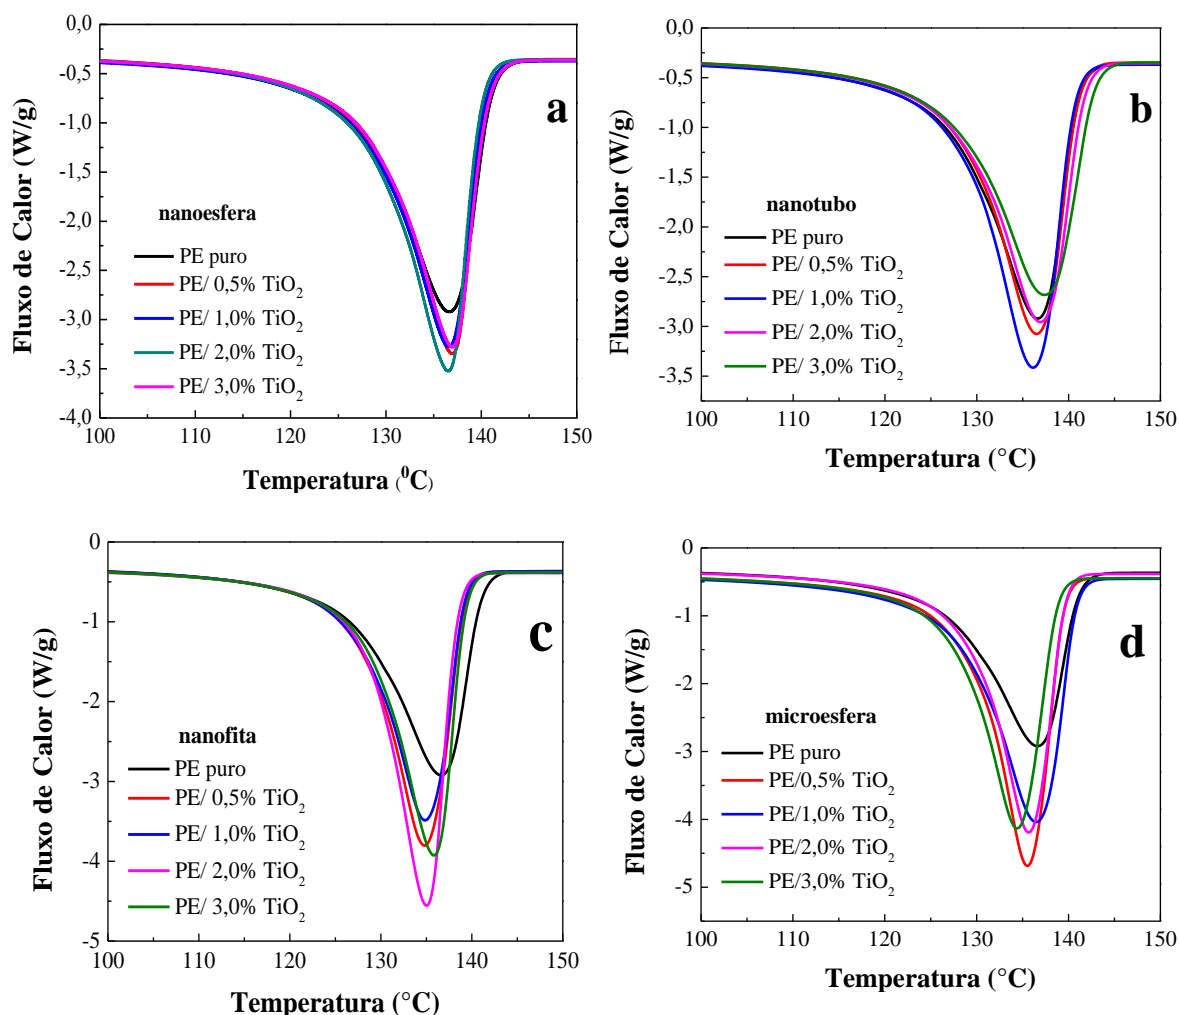 0,0
-0,5
-1,0
-1,5
-2,0
-2,5
-3,0
-3,5
-4,0
Fluxo de Calor (W/g)
a
nanoesfera
PE puro
PE/ 0,5% TiO2
PE/ 1,0% TiO2
PE/ 2,0% TiO2
PE/ 3,0% TiO2
100 110 120 130 140 150
Temperatura (⁰C)
0,0
-0,5
-1,0
-1,5
-2,0
-2,5
-3,0
-3,5
Fluxo de Calor (W/g)
b
nanotubo
PE puro
PE/ 0,5% TiO2
PE/ 1,0% TiO2
PE/ 2,0% TiO2
PE/ 3,0% TiO2
100 110 120 130 140 150
Temperatura (°C)
0
-1
-2
-3
-4
-5
Fluxo de Calor (W/g)
c
nanofita
PE puro
PE/ 0,5% TiO2
PE/ 1,0% TiO2
PE/ 2,0% TiO2
PE/ 3,0% TiO2
100 110 120 130 140 150
Temperatura (°C)
0
-1
-2
-3
-4
-5
Fluxo de Calor (W/g)
d
microesfera
PE puro
PE/0,5% TiO2
PE/1,0% TiO2
PE/2,0% TiO2
PE/3,0% TiO2
100 110 120 130 140 150
Temperatura (°C)